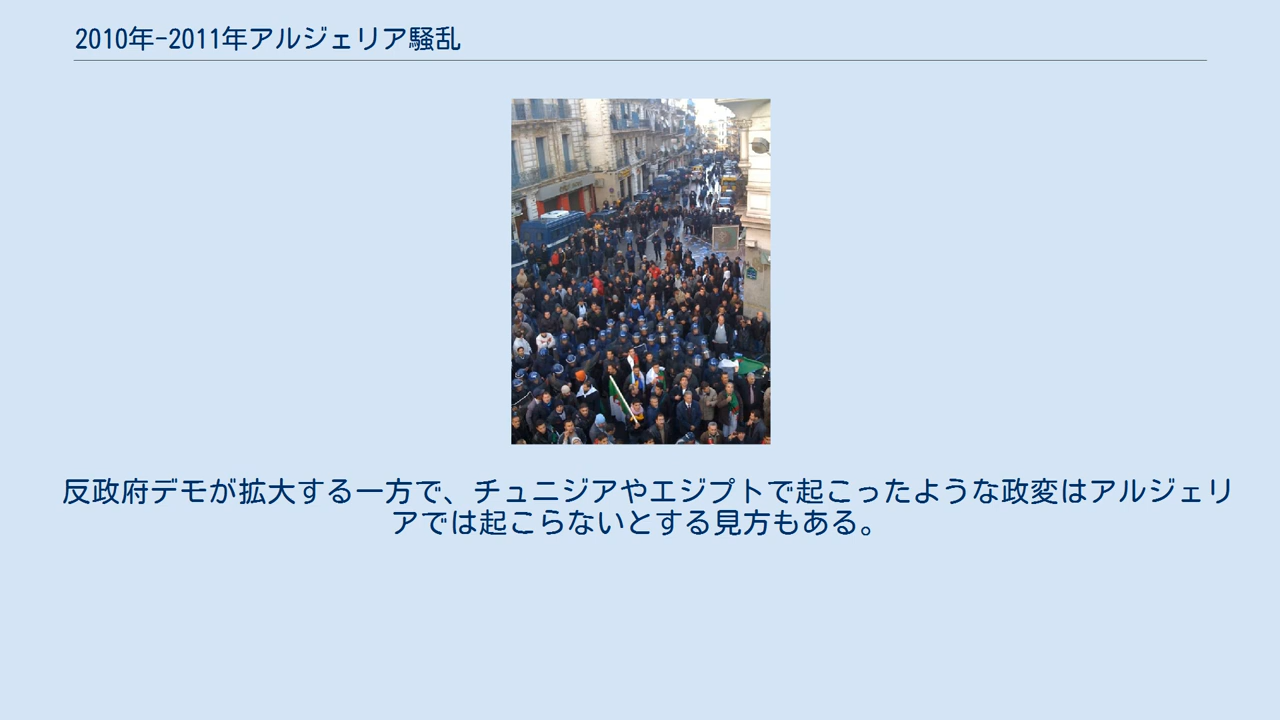 2010年-2011年アルジェリア騒乱
反政府デモが拡大する一方で、チュニジアやエジプトで起こったような政変はアルジェリ
アでは起こらないとする見方もある。